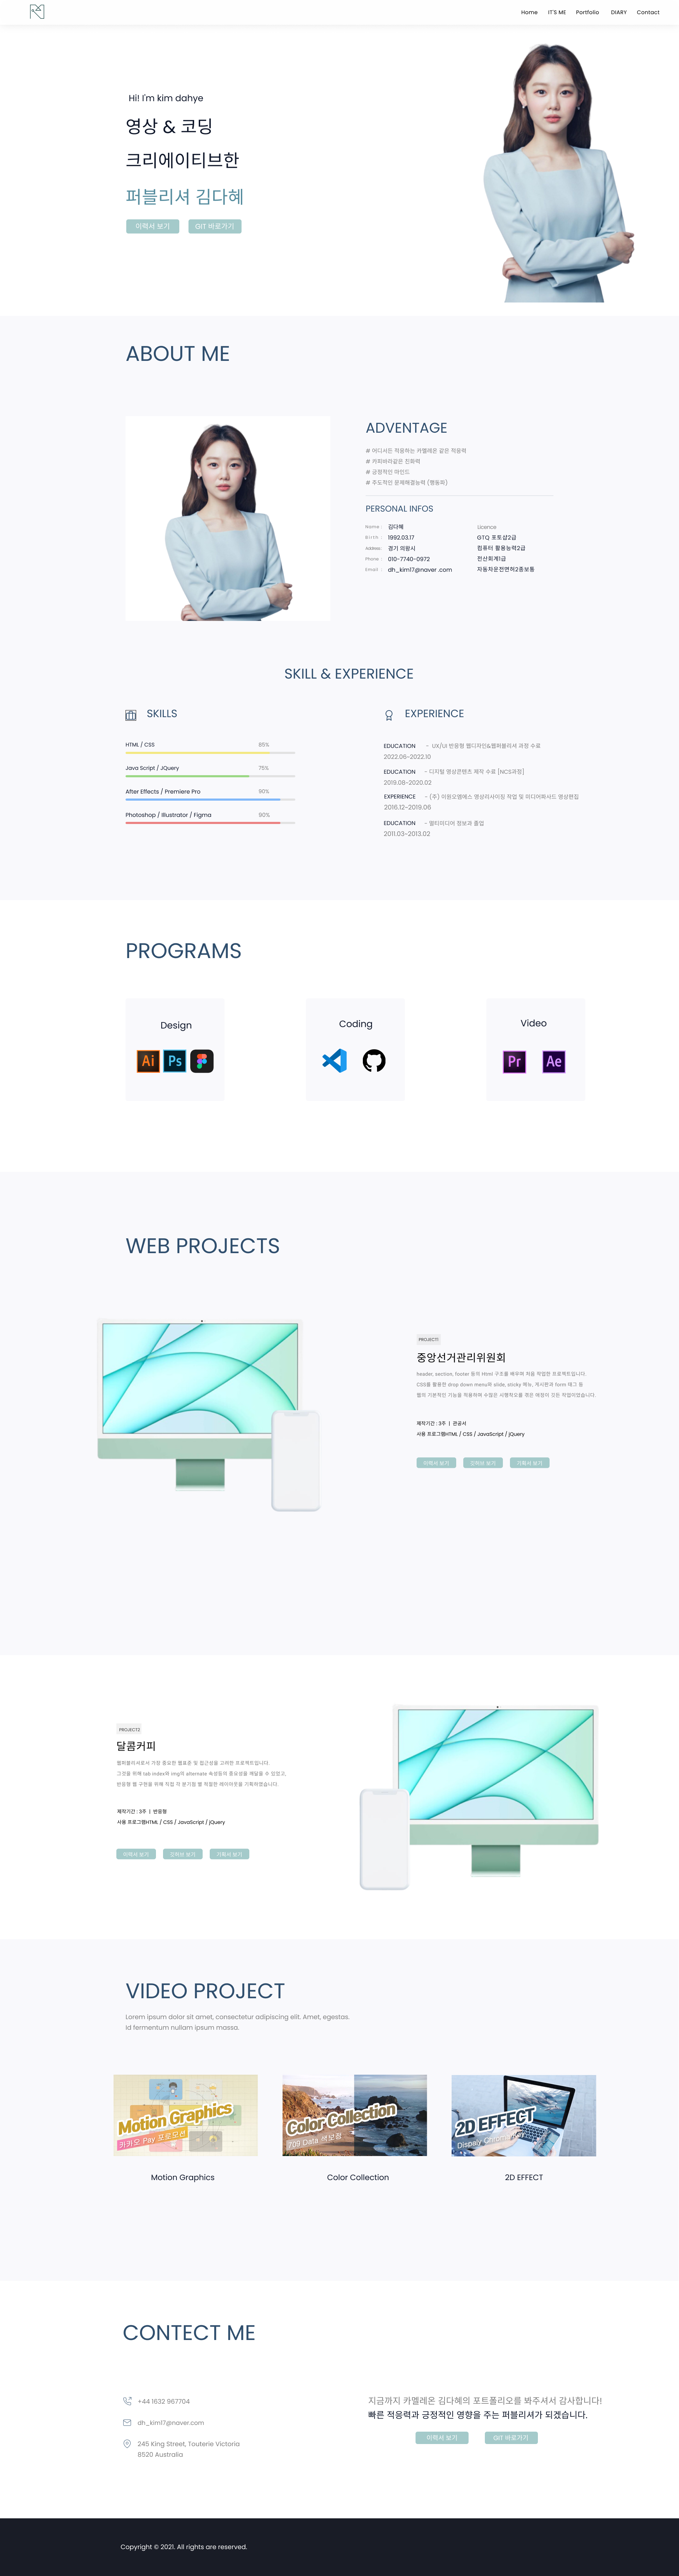 Home IT'S ME Portfolio DiARY Contact
Hi! I'm kim dahye
영상 & 코딩
크리에이티브한
퍼블리셔 김다혜
이력서 보기 GIT 바로가기
ABOUT ME
ADVENTAGE
# 어디서든 적응하는 카멜레온 같은 적응력
# 카피바라같은 친화력
# 긍정적인 마인드
# 주도적인 문제해결능력 (행동파)
PERSONAL INFOS
Name : 김다혜
Birth : 1992.03.17
Address : 경기 의왕시
Phone : 010-7740-0972
Email : dh_kim17@naver .com
Licence
GTQ 포토샵2급
컴퓨터 활용능력2급
전산회계1급
자동차운전면허2종보통
SKILL & EXPERIENCE
SKILLS
HTML / CSS 85%
Java Script / JQuery 75%
After Effects / Premiere Pro 90%
Photoshop / Illustrator / Figma 90%
EXPERIENCE
EDUCATION - UX/UI 반응형 웹디자인&웹퍼블리셔 과정 수료
2022.06~2022.10
EDUCATION - 디지털 영상콘텐츠 제작 수료 [NCS과정]
2019.08~2020.02
EXPERIENCE - (주) 이원오엠에스 영상리사이징 작업 및 미디어파사드 영상편집
2016.12~2019.06
EDUCATION - 멀티미디어 정보과 졸업
2011.03~2013.02
PROGRAMS
Design
Ai Ps
Coding
Video
Pr Ae
WEB PROJECTS
PROJECT1
중앙선거관리위원회
header, section, footer 등의 Html 구조를 배우며 처음 작업한 프로젝트입니다.
CSS를 활용한 drop down menu와 slide, sticky 메뉴, 게시판과 form 태그 등
웹의 기본적인 기능을 적용하며 수많은 시행착오를 겪은 애정이 깃든 작업이었습니다.
제작기간 : 3주 | 관공서
사용 프로그램HTML / CSS / JavaScript / jQuery
이력서 보기 깃허브 보기 기획서 보기
PROJECT2
달콤커피
웹퍼블리셔로서 가장 중요한 웹표준 및 접근성을 고려한 프로젝트입니다.
그것을 위해 tab index와 img의 alternate 속성등의 중요성을 깨달을 수 있었고,
반응형 웹 구현을 위해 직접 각 분기점 별 적절한 레이아웃을 기획하였습니다.
제작기간 : 3주 | 반응형
사용 프로그램HTML / CSS / JavaScript / jQuery
이력서 보기 깃허브 보기 기획서 보기
VIDEO PROJECT
Lorem ipsum dolor sit amet, consectetur adipiscing elit. Amet, egestas.
id fermentum nullam ipsum massa.
Motion Graphics
카카오 Pay 프로모션
Color Collection
2D EFFECT
Motion Graphics
Color Collection
2D EFFECT
CONTECT ME
+44 1632 967704
dh_kim17@naver.com
245 King Street, Touterie Victoria
8520 Australia
지금까지 카멜레온 김다혜의 포트폴리오를 봐주셔서 감사합니다!
빠른 적응력과 긍정적인 영향을 주는 퍼블리셔가 되겠습니다.
이력서 보기 GIT 바로가기
Copyright © 2021. All rights are reserved.